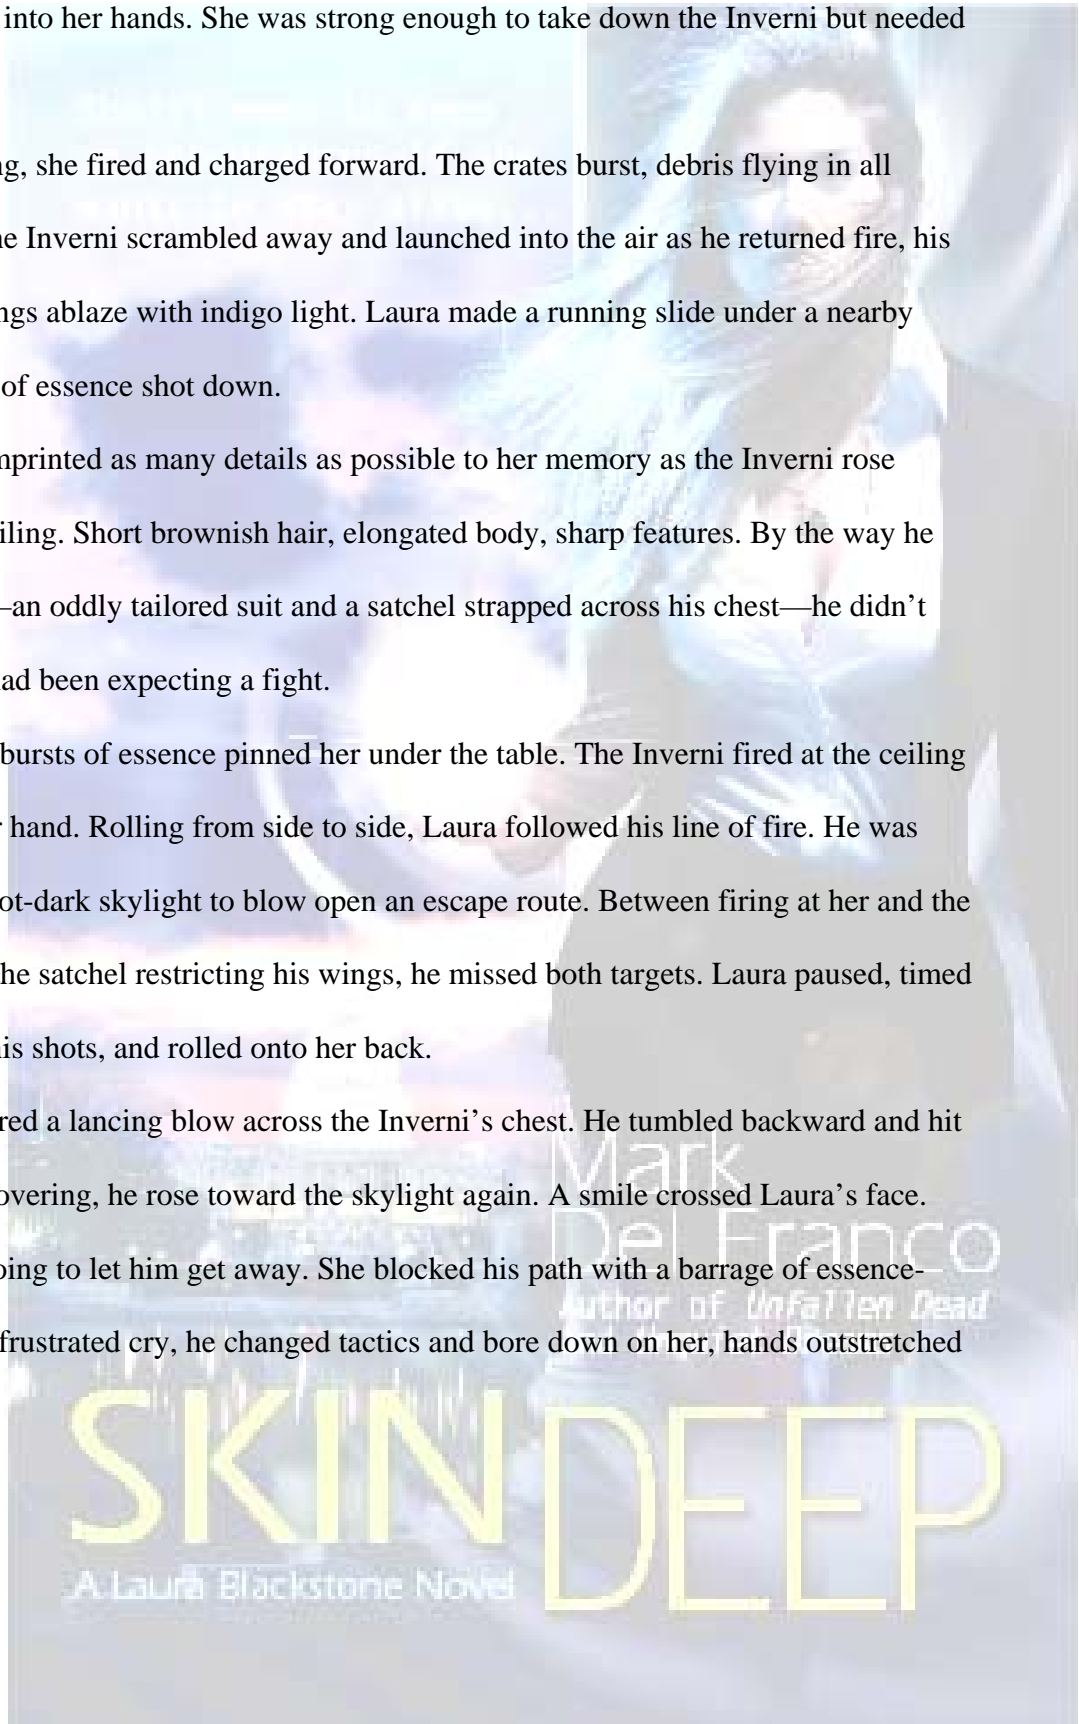 into her hands. She was strong enough to take down the Inverni but needed
ng, she fired and charged forward. The crates burst, debris flying in all
he Inverni scrambled away and launched into the air as he returned fire, his
ngs ablaze with indigo light. Laura made a running slide under a nearby
of essence shot down.
mprinted as many details as possible to her memory as the Inverni rose
iling. Short brownish hair, elongated body, sharp features. By the way he
–an oddly tailored suit and a satchel strapped across his chest—he didn’t
ad been expecting a fight.
bursts of essence pinned her under the table. The Inverni fired at the ceiling
r hand. Rolling from side to side, Laura followed his line of fire. He was
ot-dark skylight to blow open an escape route. Between firing at her and the
he satchel restricting his wings, he missed both targets. Laura paused, timed
his shots, and rolled onto her back.
red a lancing blow across the Inverni’s chest. He tumbled backward and hit
overing, he rose toward the skylight again. A smile crossed Laura’s face.
oing to let him get away. She blocked his path with a barrage of essence-
frustrated cry, he changed tactics and bore down on her, hands outstretched
Mark
Del Franco
Author of Unfallen Dead
SKIN DEEP
A Laura Blackstone Novel